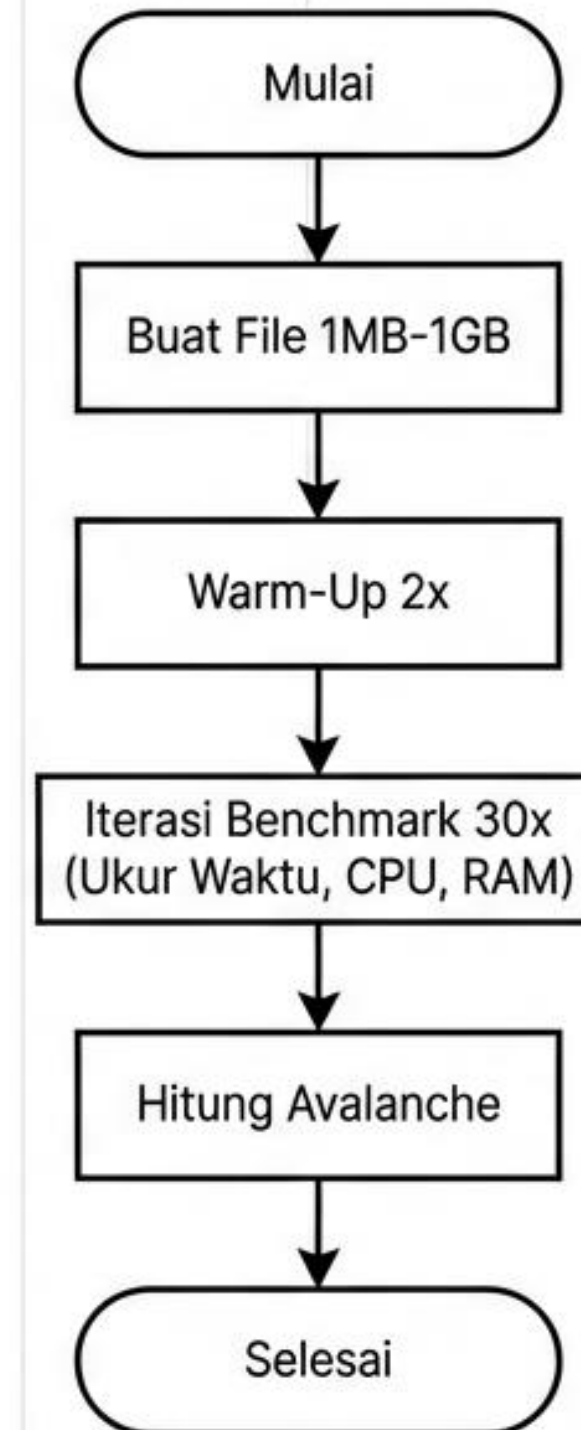 Mulai
Buat File 1MB-1GB
Warm-Up 2x
Iterasi Benchmark 30x
(Ukur Waktu, CPU, RAM)
Hitung Avalanche
Selesai